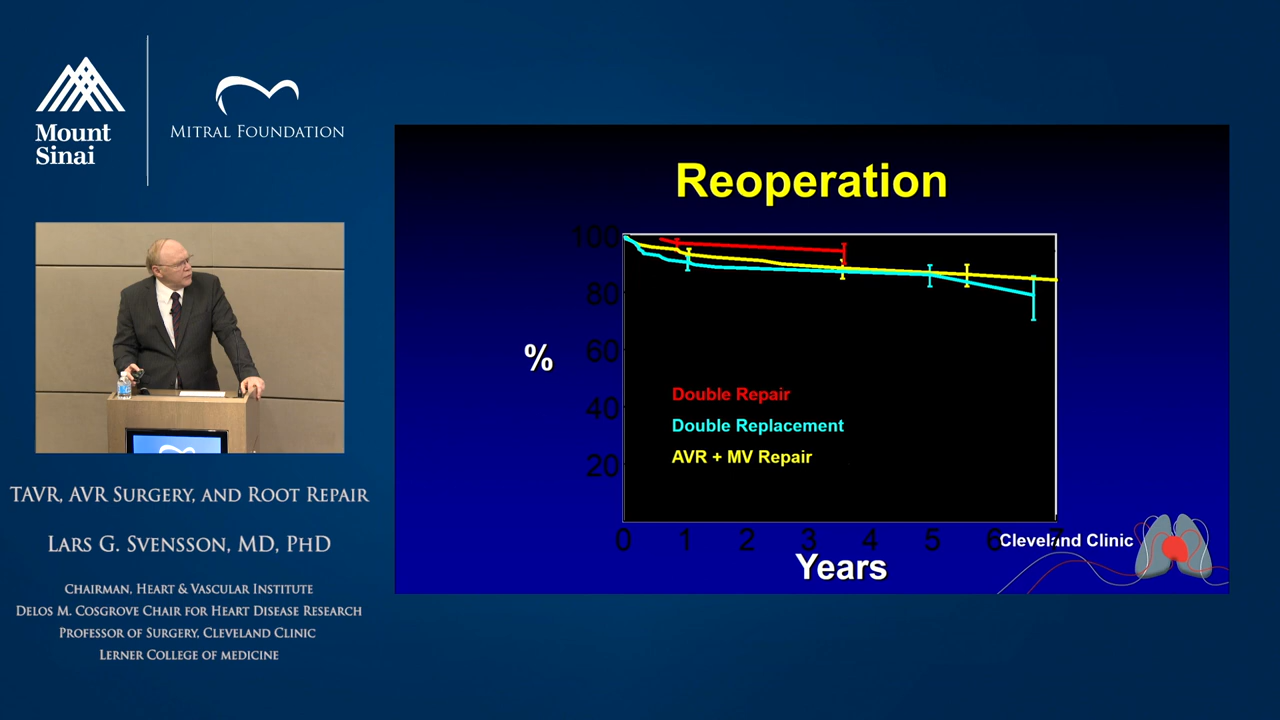 Mount
Sinai
MITRAL FOUNDATION
TAVR, AVR SURGERY, AND ROOT REPAIR
LARS G. SVENSSON, MD, PHD
CHAIRMAN, HEART & VASCULAR INSTITUTE
DELOS M. COSGROVE CHAIR FOR HEART DISEASE RESEARCH
PROFESSOR OF SURGERY, CLEVELAND CLINIC
LERNER COLLEGE OF MEDICINE
Reoperation
100
80
60
40
20
%
Double Repair
Double Replacement
AVR + MV Repair
0 1 2 3 4 5 6 7
Years
Cleveland Clinic